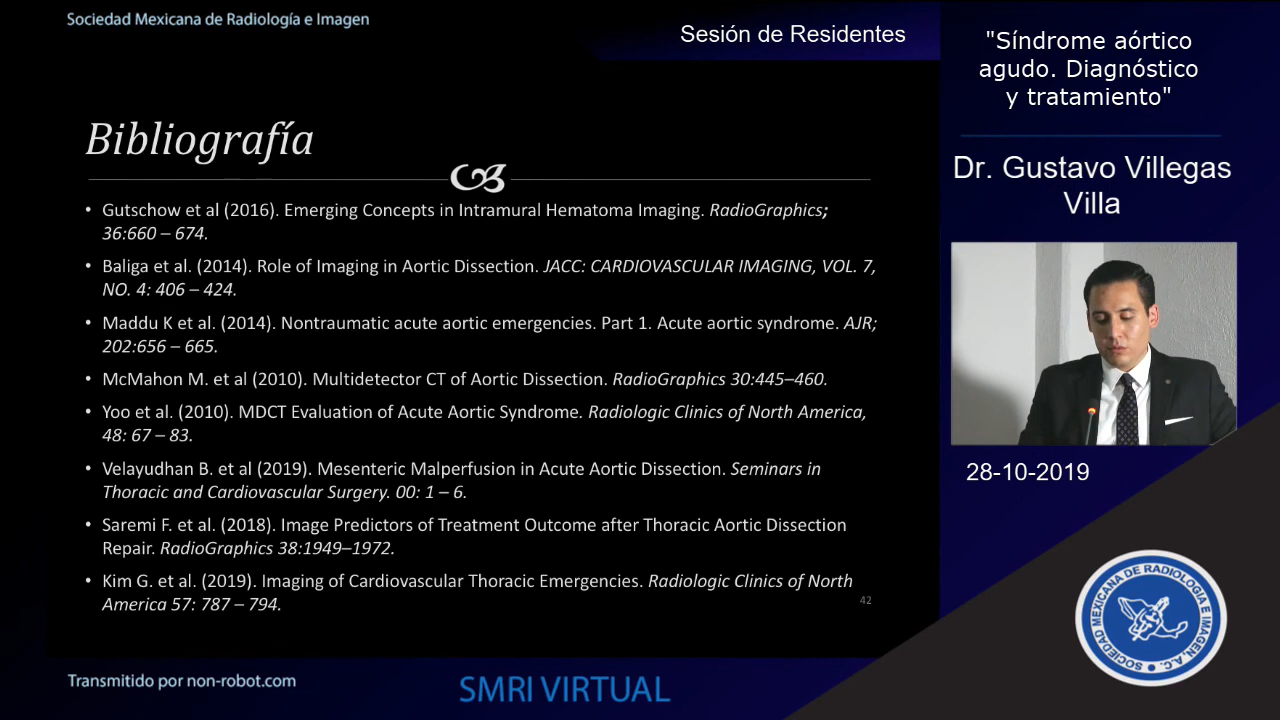 Sociedad Mexicana de Radiología e Imagen
Sesión de Residentes
"Síndrome aórtico
agudo. Diagnóstico
y tratamiento"
Dr. Gustavo Villegas
Villa
28-10-2019
Bibliografía
• Gutschow et al (2016). Emerging Concepts in Intramural Hematoma Imaging. RadioGraphics;
36:660 – 674.
• Baliga et al. (2014). Role of Imaging in Aortic Dissection. JACC: CARDIOVASCULAR IMAGING, VOL. 7,
NO. 4: 406 – 424.
• Maddu K et al. (2014). Nontraumatic acute aortic emergencies. Part 1. Acute aortic syndrome. AJR;
202:656 – 665.
• McMahon M. et al (2010). Multidetector CT of Aortic Dissection. RadioGraphics 30:445–460.
• Yoo et al. (2010). MDCT Evaluation of Acute Aortic Syndrome. Radiologic Clinics of North America,
48: 67 – 83.
• Velayudhan B. et al (2019). Mesenteric Malperfusion in Acute Aortic Dissection. Seminars in
Thoracic and Cardiovascular Surgery. 00: 1 – 6.
• Saremi F. et al. (2018). Image Predictors of Treatment Outcome after Thoracic Aortic Dissection
Repair. RadioGraphics 38:1949–1972.
• Kim G. et al. (2019). Imaging of Cardiovascular Thoracic Emergencies. Radiologic Clinics of North
America 57: 787 – 794.
42
SOCIEDAD MEXICANA DE RADIOLOGIA E IMAGEN, A.C.
Transmitido por non-robot.com
SMRI VIRTUAL